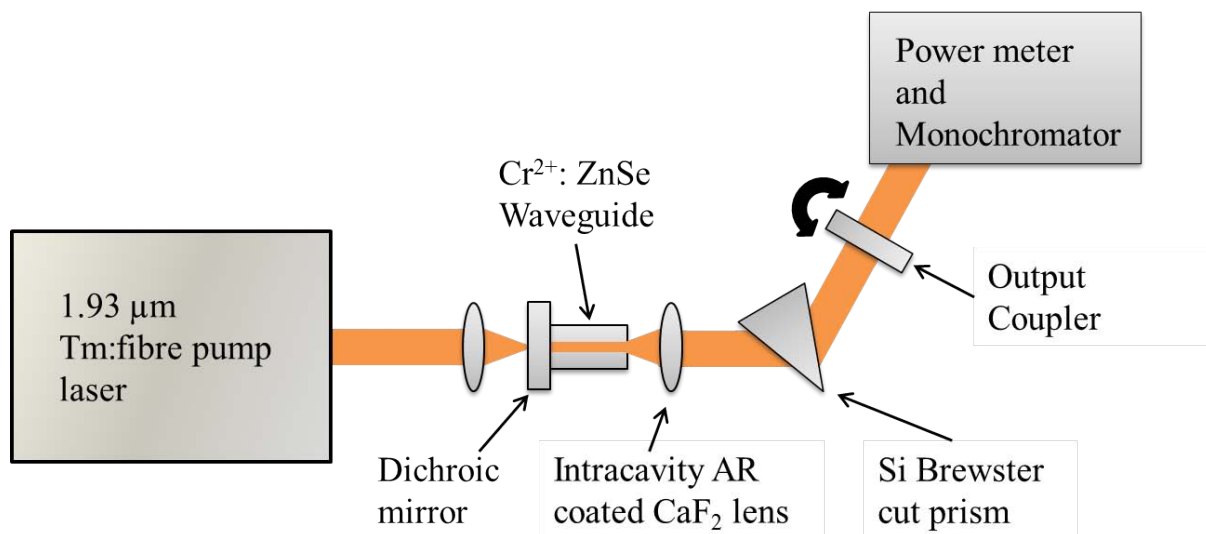 Power meter
and
Monochromator
Cr²⁺: ZnSe
Waveguide
1.93 µm
Tm:fibre pump
laser
Output
Coupler
Dichroic
mirror
Intracavity AR
coated CaF₂ lens
Si Brewster
cut prism